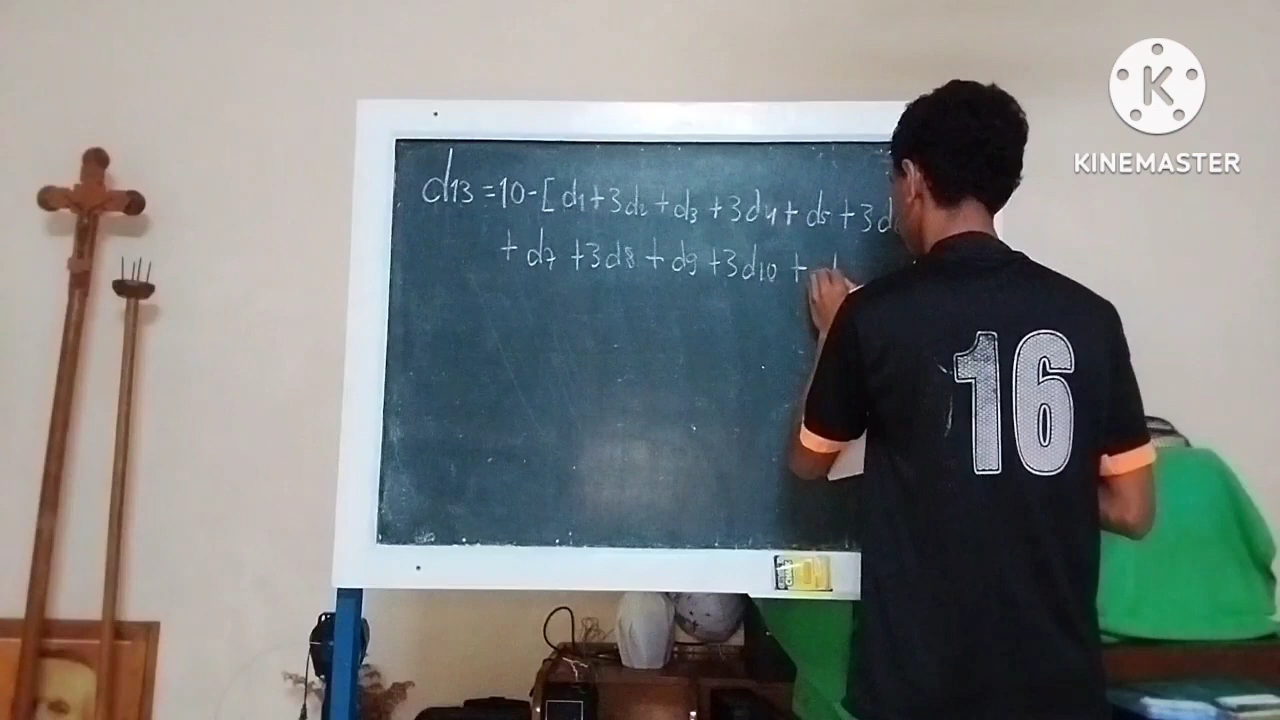 d13 = 10 - [ d1 + 3d2 + d3 + 3d4 + d5 + 3d
+ d7 + 3d8 + d9 + 3d10 +
16
K
KINEMASTER